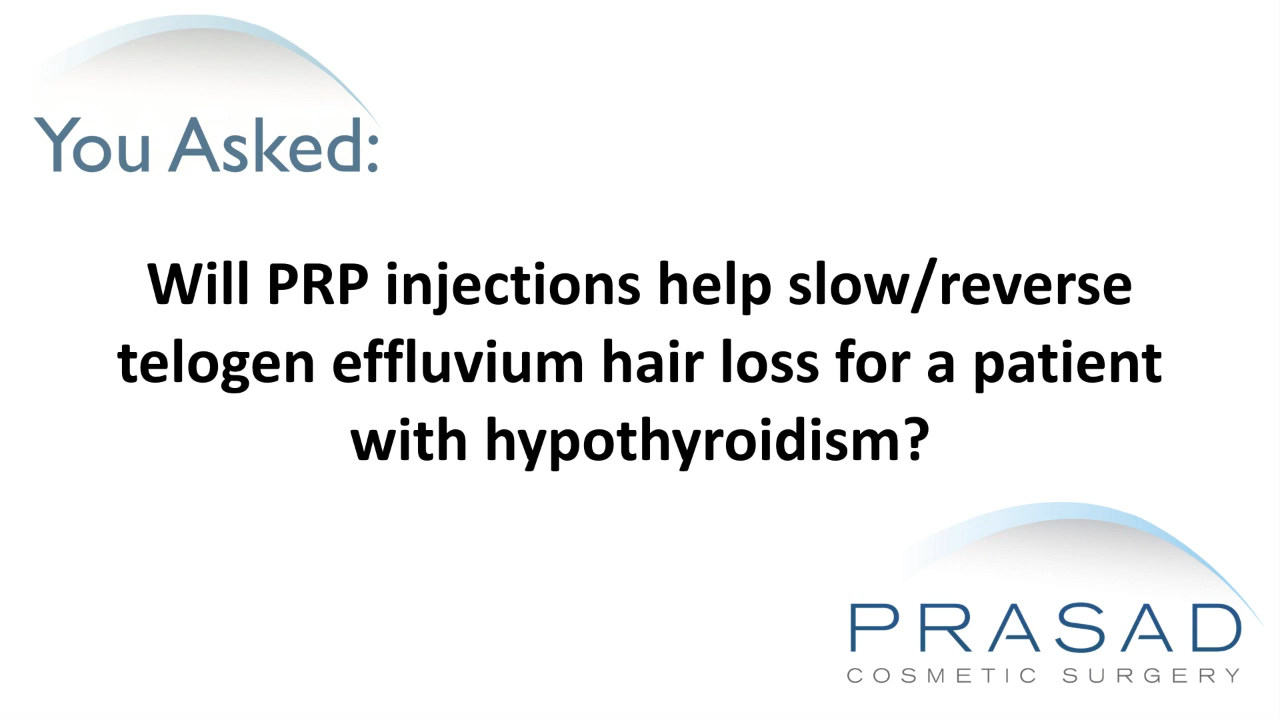 You Asked:
Will PRP injections help slow/reverse
telogen effluvium hair loss for a patient
with hypothyroidism?
PRASAD
COSMETIC SURGERY